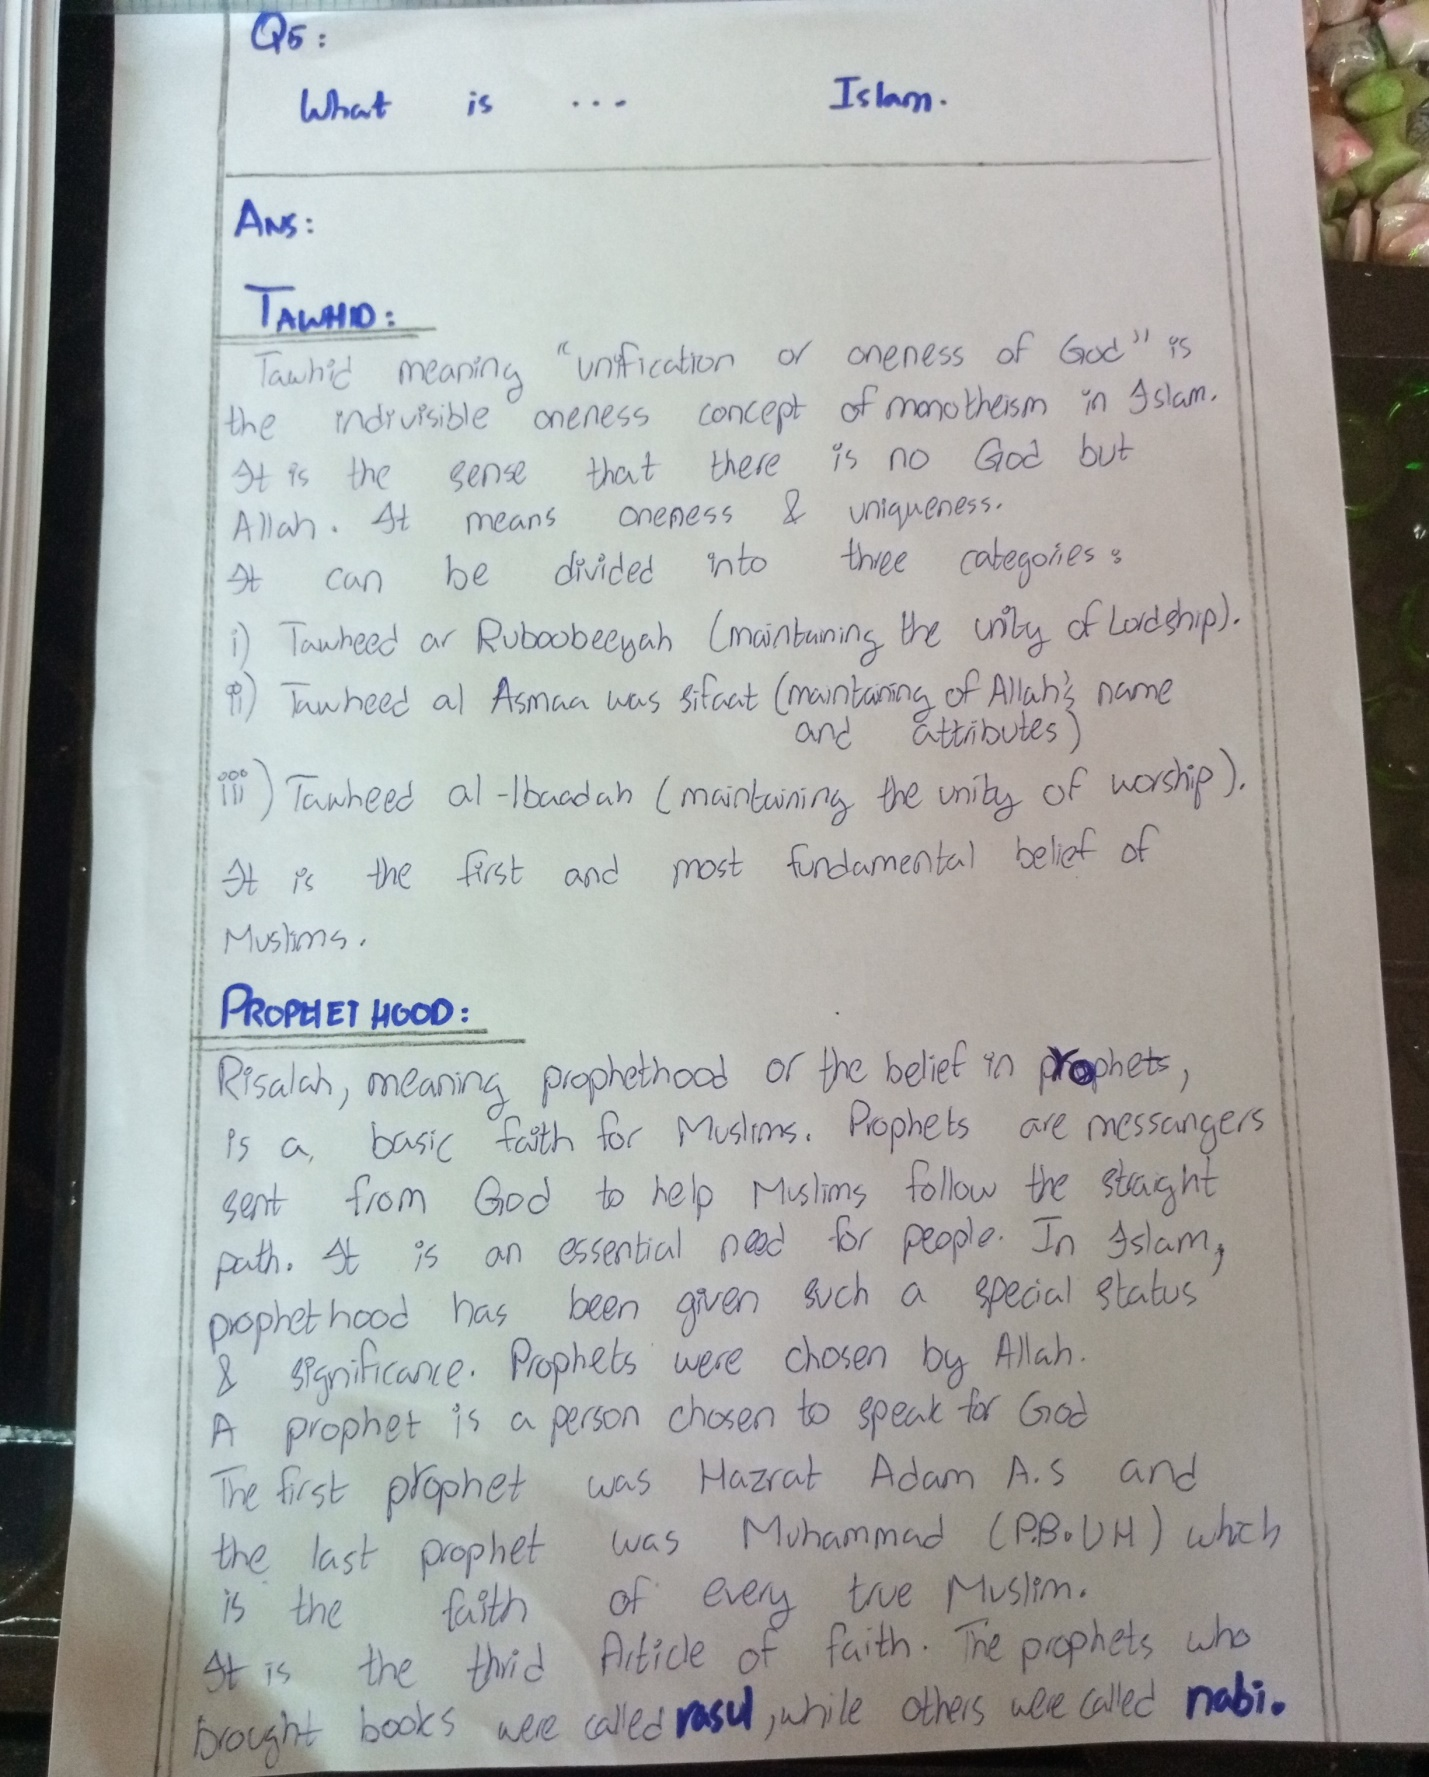 Q5:
What is ... Islam.
ANS:
TAWHID:
Tawhid meaning "unification or oneness of God" is
the indivisible oneness concept of monotheism in Islam.
It is the sense that there is no God but
Allah. It means oneness & uniqueness.
It can be divided into three categories:
i) Tawheed ar Ruboobeeyah (maintaining the unity of Lordship).
ii) Tawheed al Asmaa was sifaat (maintaining of Allah's name
and attributes)
iii) Tawheed al-Ibaadah (maintaining the unity of worship).
It is the first and most fundamental belief of
Muslims.
PROPHET HOOD:
Risalah, meaning prophethood or the belief in prophets,
is a, basic faith for Muslims. Prophets are messangers
sent from God to help Muslims follow the straight
path. It is an essential need for people. In Islam,
prophethood has been given such a special status
& significance. Prophets were chosen by Allah.
A prophet is a person chosen to speak for God
The first prophet was Hazrat Adam A.S and
the last prophet was Muhammad (P.B.U.H) which
is the faith of every true Muslim.
It is the thrid Article of faith. The prophets who
brought books were called rasul, while others were called nabi.